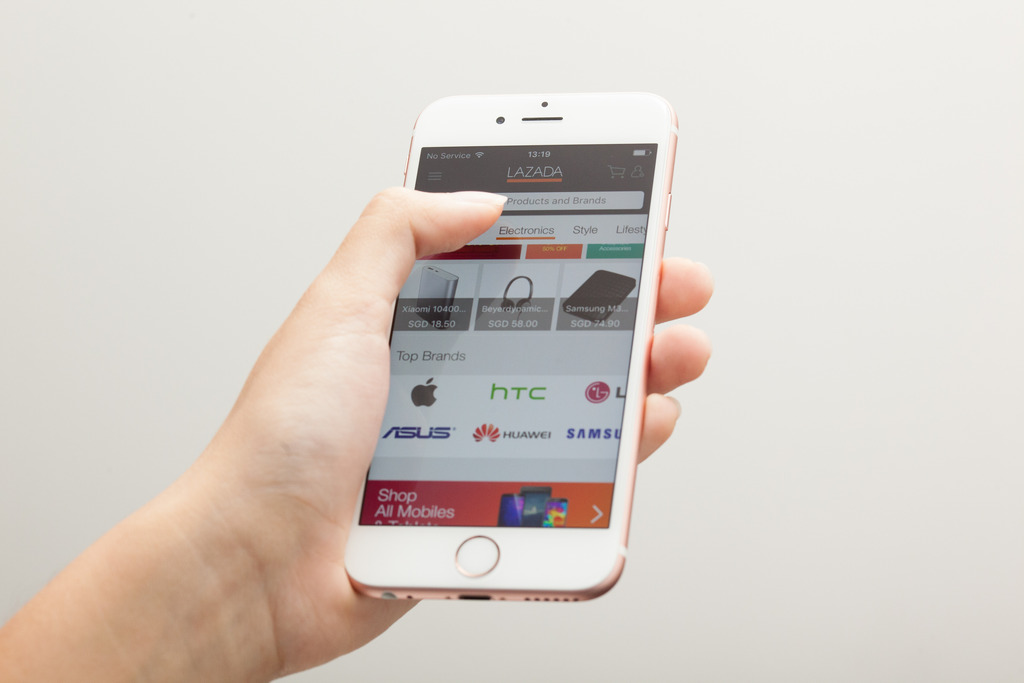 No Service 13:19
LAZADA
Products and Brands
Electronics Style Lifesty
50% OFF Accessories
Xiaomi 10400... Beyerdynamic... Samsung M3...
SGD 18.50 SGD 58.00 SGD 74.90
Top Brands
hTC LG L
ASUS HUAWEI SAMSU
Shop
All Mobiles
& Tablets